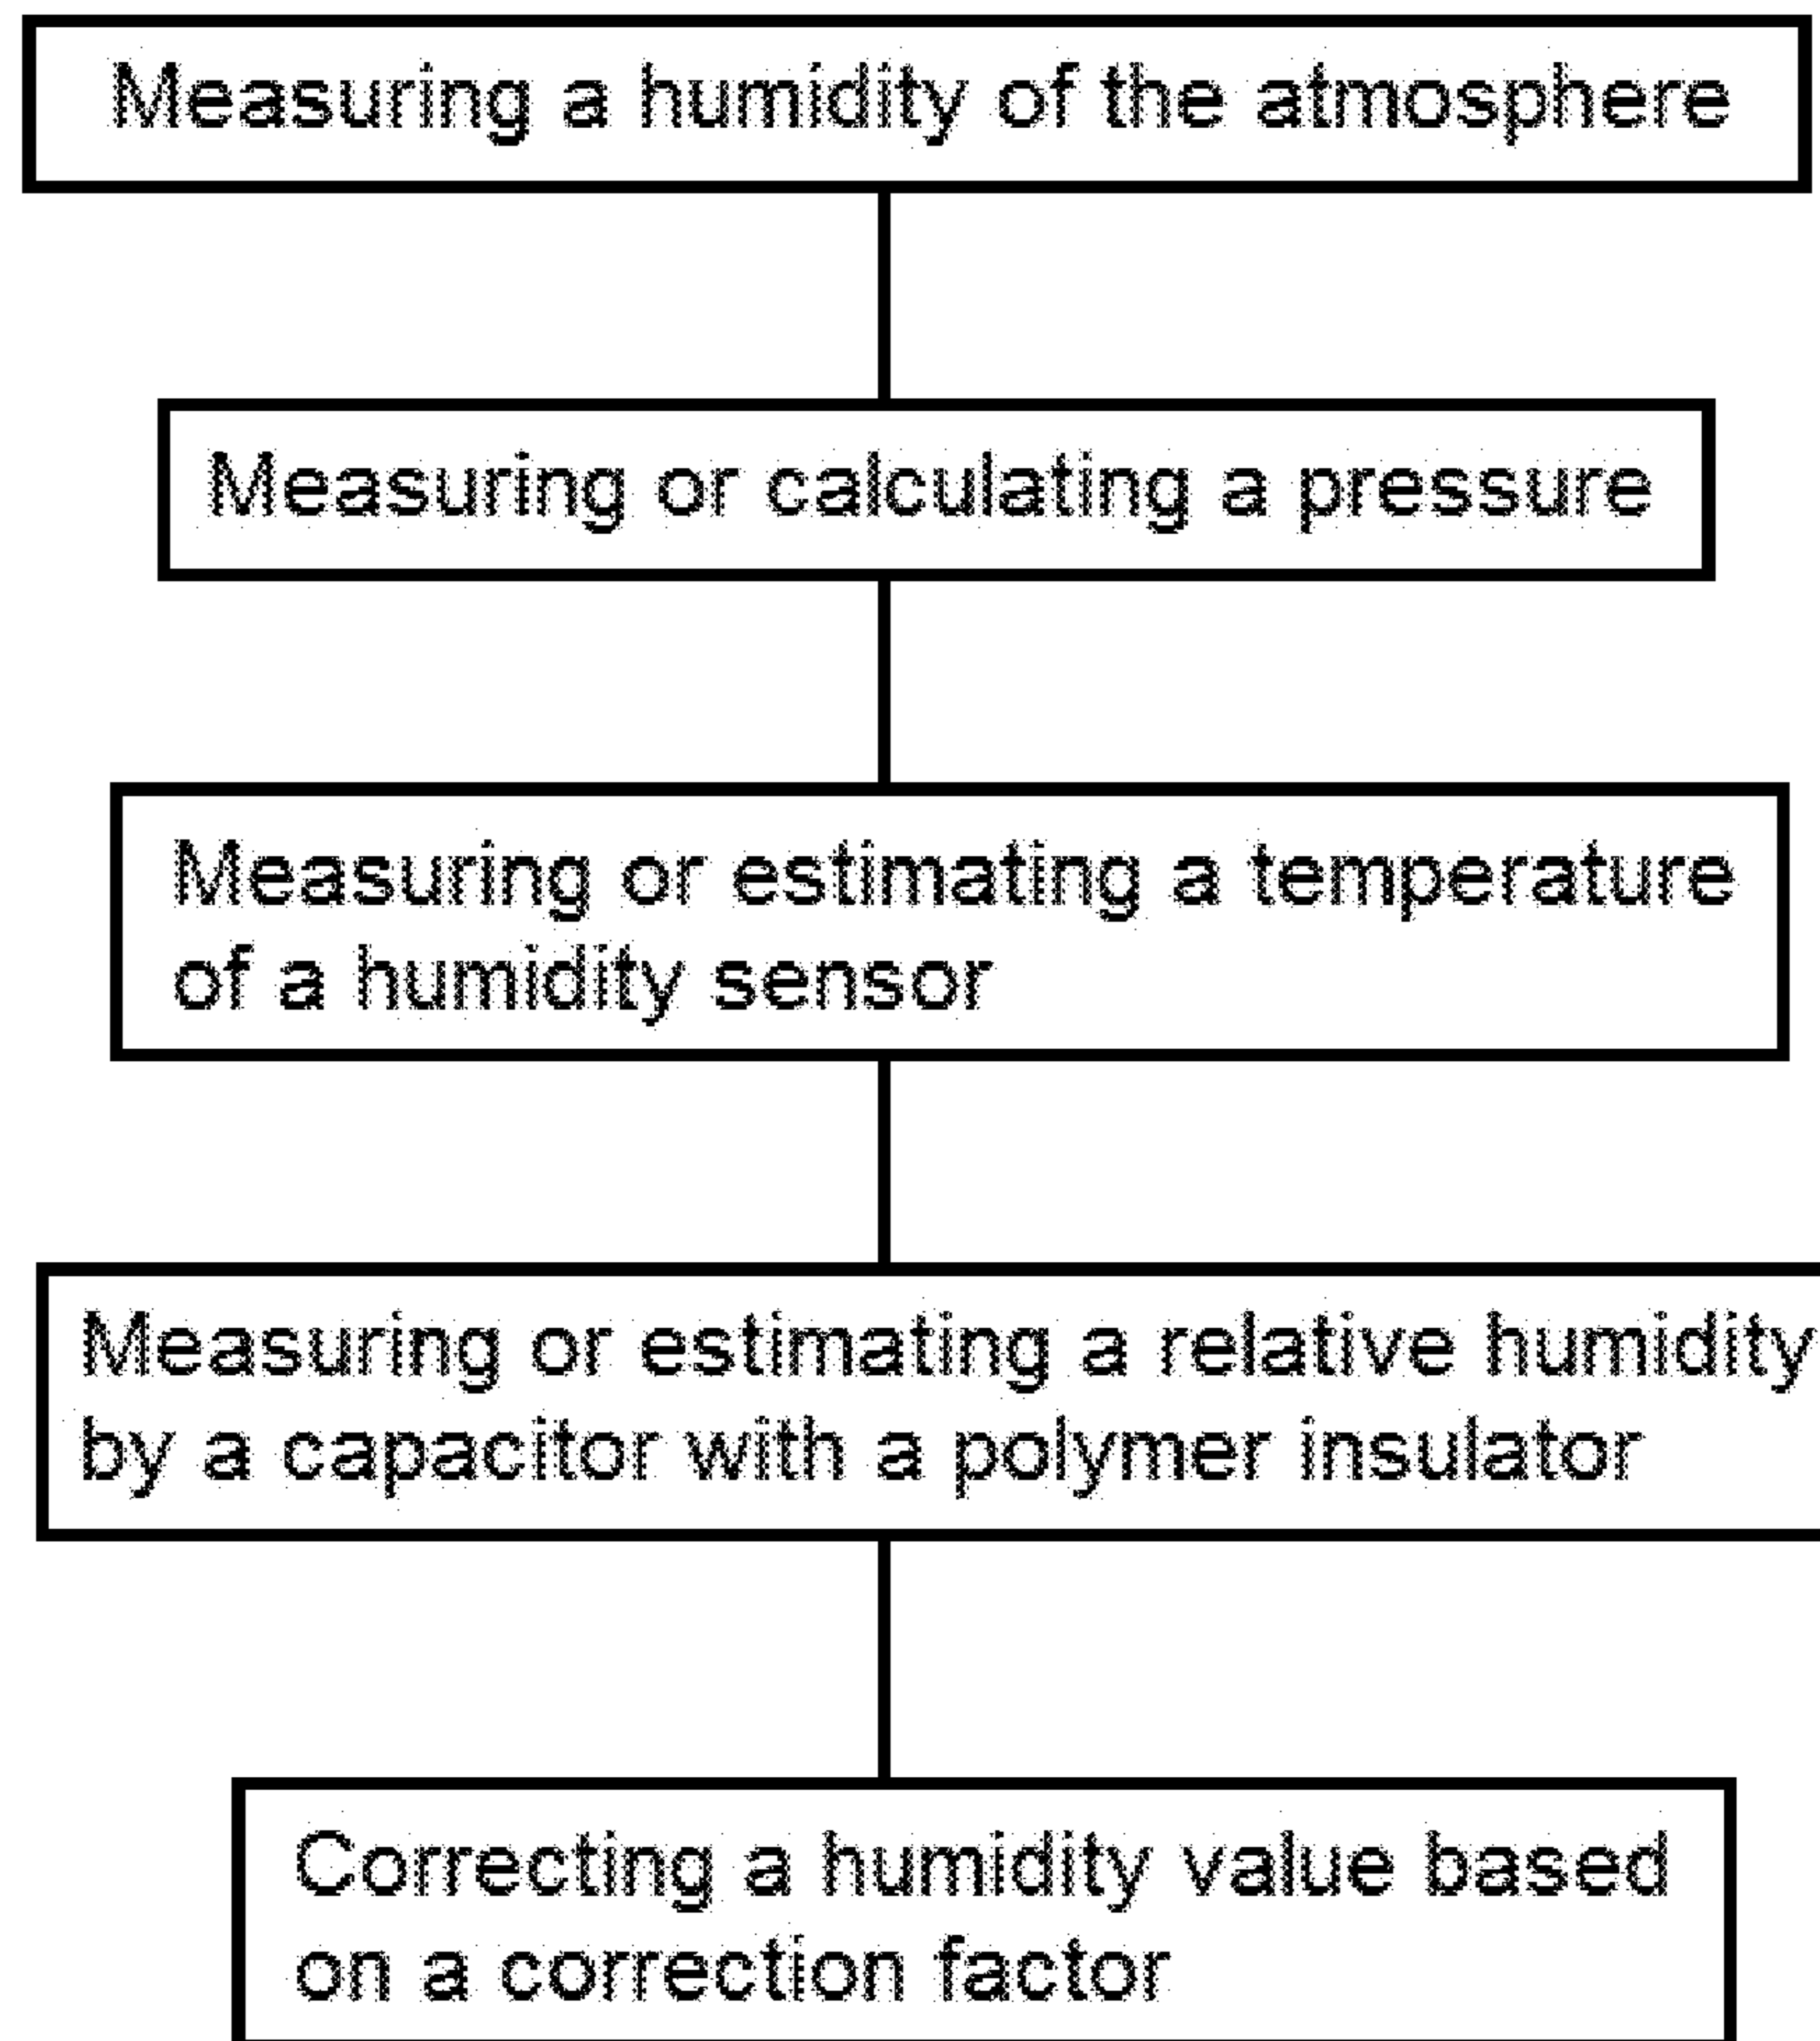 Measuring a humidity of the atmosphere
Measuring or calculating a pressure
Measuring or estimating a temperature
of a humidity sensor
Measuring or estimating a relative humidity
by a capacitor with a polymer insulator
Correcting a humidity value based
on a correction factor